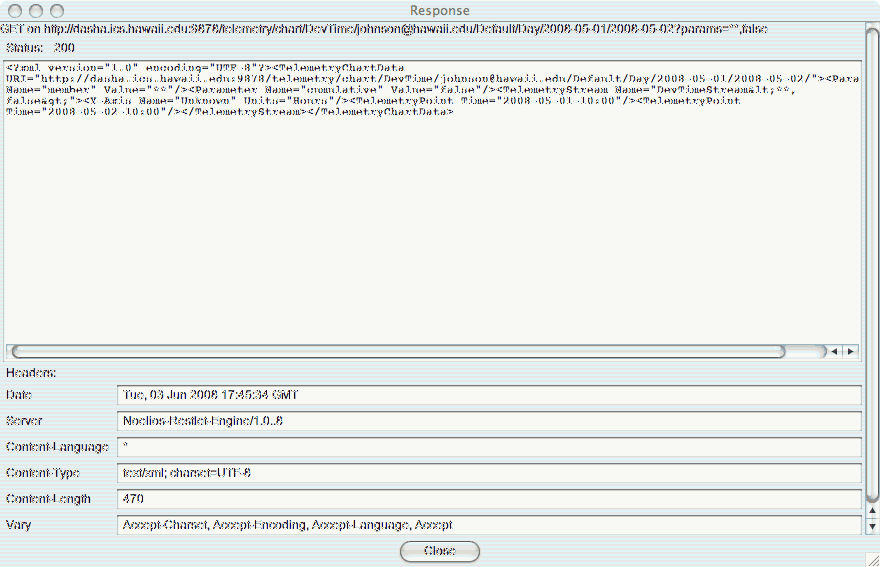 Response
GET on http://dasha.ics.hawaii.edu:9878/telemetry/chart/DevTime/johnson@hawaii.edu/Default/Day/2008-05-01/2008-05-02?params=**,false
Status: 200
<?xml version="1.0" encoding="UTF-8"?><TelemetryChartData
URI="http://dasha.ics.hawaii.edu:9878/telemetry/chart/DevTime/johnson@hawaii.edu/Default/Day/2008-05-01/2008-05-02/"><Para
Name="member" Value="**"/><Parameter Name="cumulative" Value="false"/><TelemetryStream Name="DevTimeStream&lt;**,
false&gt;"><Y-Axis Name="Unknown" Units="Hours"/><TelemetryPoint Time="2008-05-01-10:00"/><TelemetryPoint
Time="2008-05-02-10:00"/></TelemetryStream></TelemetryChartData>
Headers:
Date Tue, 03 Jun 2008 17:45:34 GMT
Server Noelios-Restlet-Engine/1.0..8
Content-Language *
Content-Type text/xml; charset=UTF-8
Content-Length 470
Vary Accept-Charset, Accept-Encoding, Accept-Language, Accept
Close